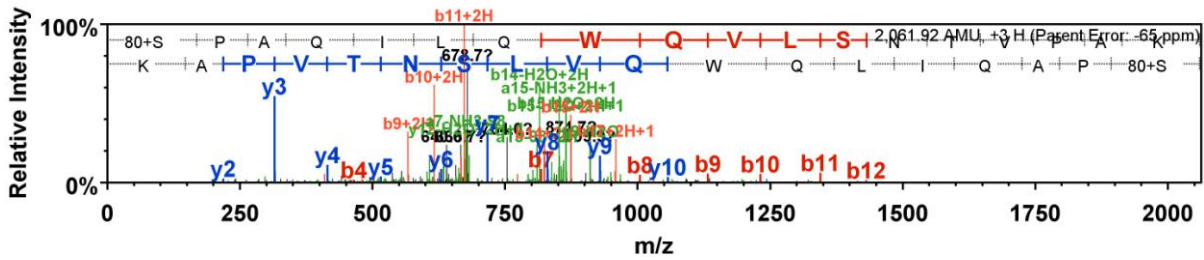 b11+2H
100%
80+S P A Q I L Q W Q V L S N T V P A K
2,061.92 AMU, +3 H (Parent Error: -65 ppm)
678.7?
K A P V T N S L V Q W Q L I Q A P 80+S
b10+2H
b14-H2O+2H
y3
a15-NH3+2H+1
b9+2H
871.7?
y7
y8
y9
y2
y4
b4
y5
y6
b7
b8
y10
b9
b10
b11
b12
0%
0 250 500 750 1000 1250 1500 1750 2000
m/z
Relative Intensity